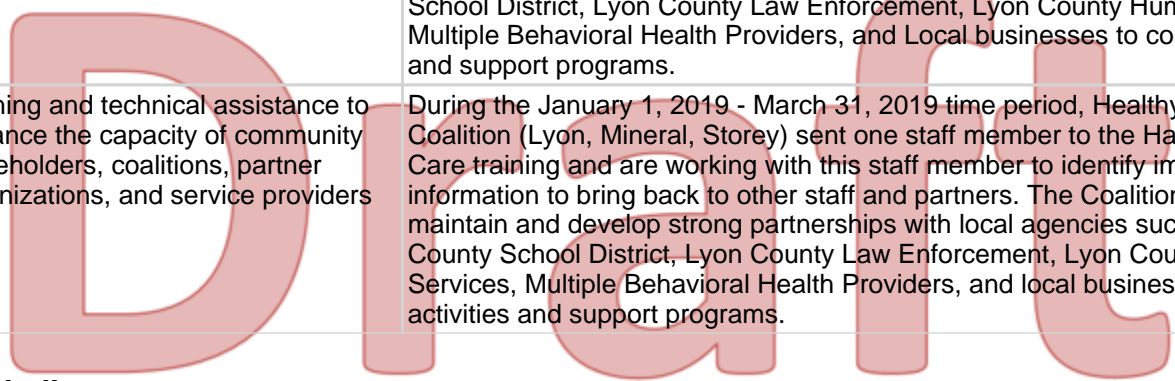 School District, Lyon County Law Enforcement, Lyon County Hum
Multiple Behavioral Health Providers, and Local businesses to co
and support programs.
ning and technical assistance to
ance the capacity of community
eholders, coalitions, partner
nizations, and service providers
During the January 1, 2019 - March 31, 2019 time period, Healthy
Coalition (Lyon, Mineral, Storey) sent one staff member to the Ha
Care training and are working with this staff member to identify im
information to bring back to other staff and partners. The Coalition
maintain and develop strong partnerships with local agencies suc
County School District, Lyon County Law Enforcement, Lyon Cou
Services, Multiple Behavioral Health Providers, and local busines
activities and support programs.
Draft